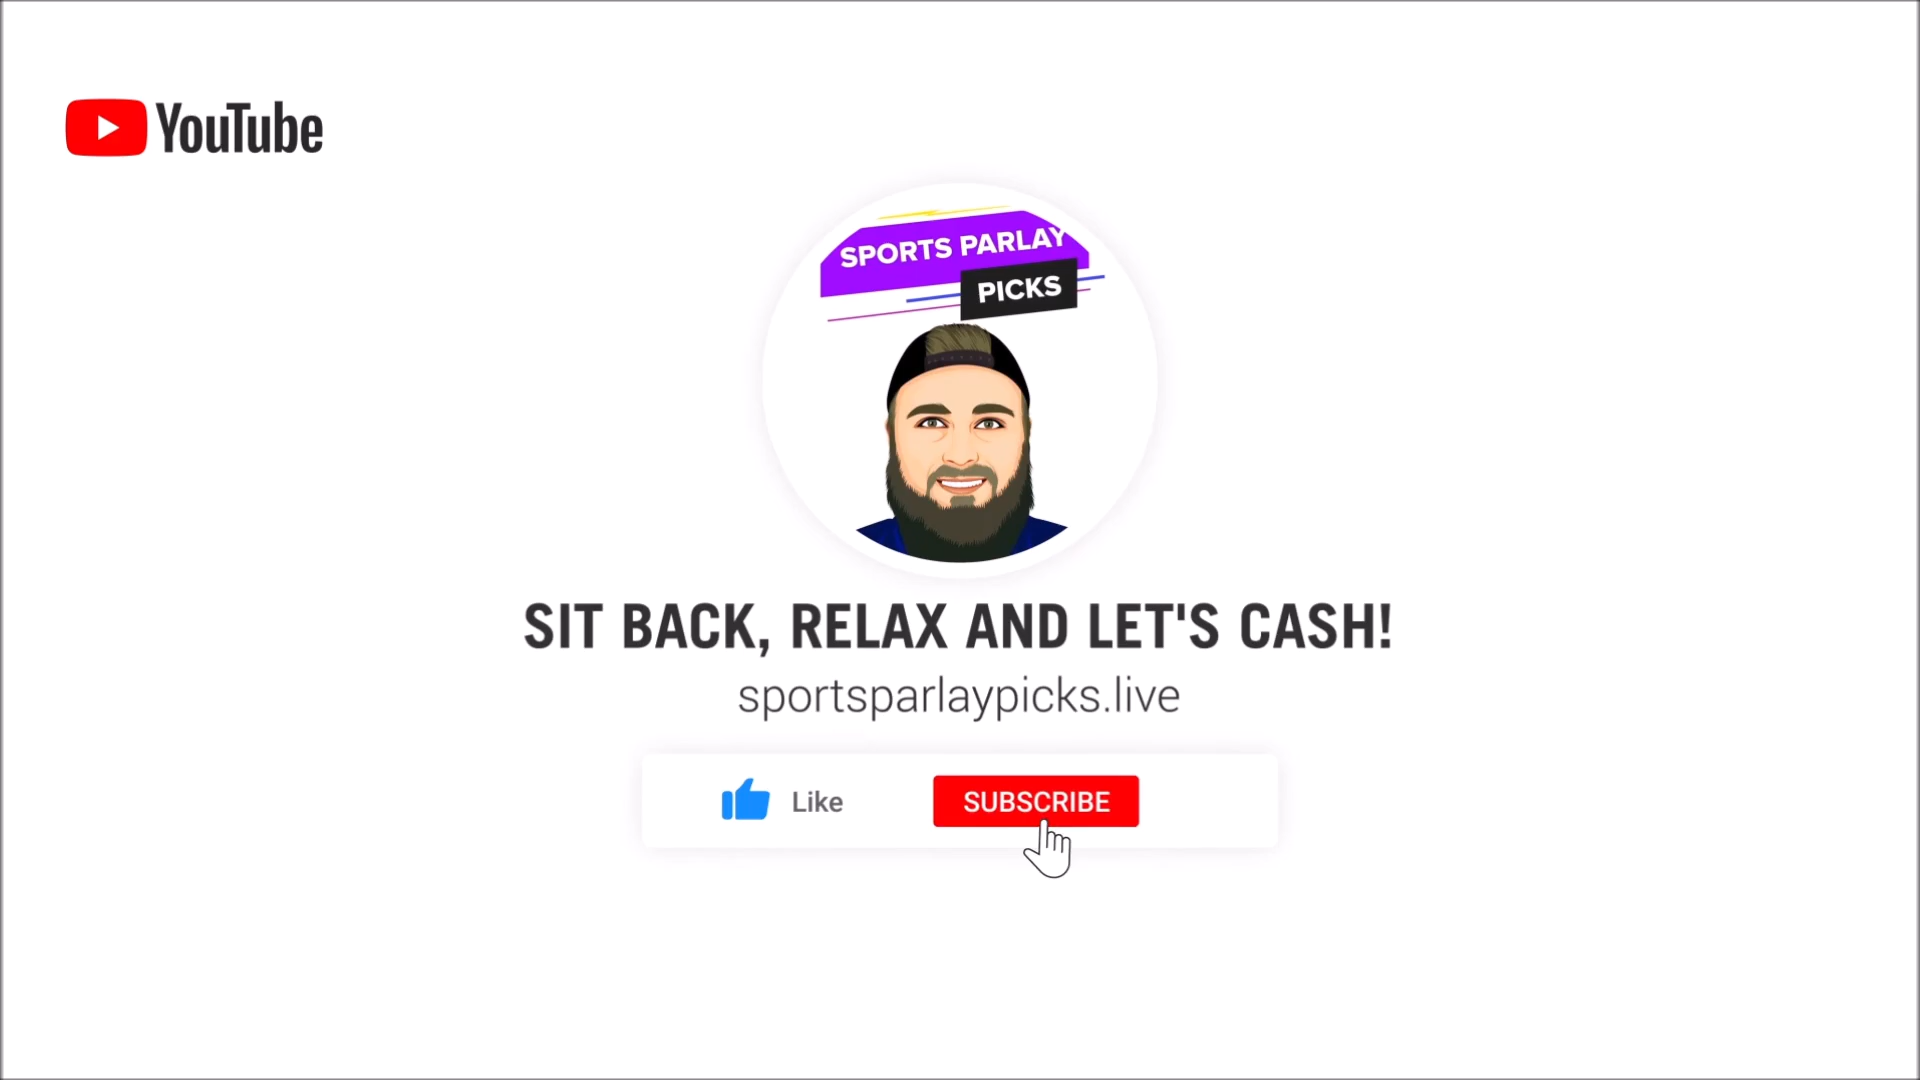 YouTube
SPORTS PARLAY
PICKS
SIT BACK, RELAX AND LET'S CASH!
sportsparlaypicks.live
Like
SUBSCRIBE